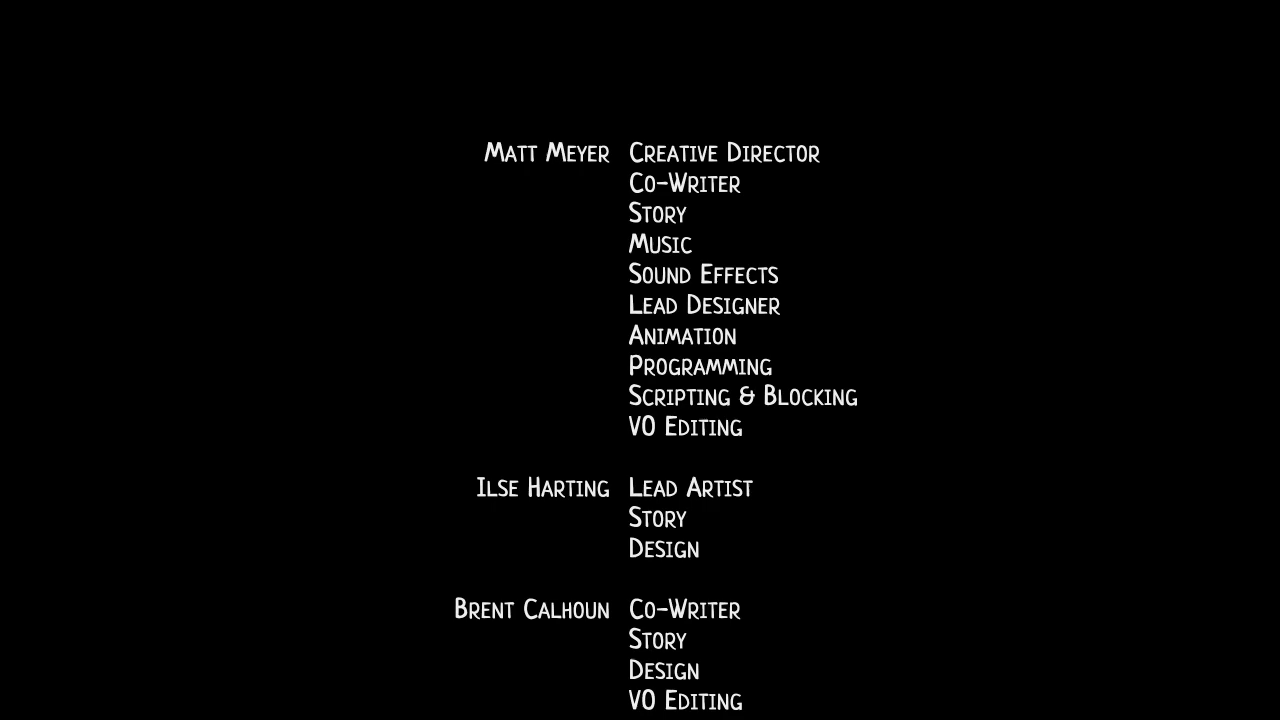 Matt Meyer Creative Director
Co-Writer
Story
Music
Sound Effects
Lead Designer
Animation
Programming
Scripting & Blocking
VO Editing
Ilse Harting Lead Artist
Story
Design
Brent Calhoun Co-Writer
Story
Design
VO Editing